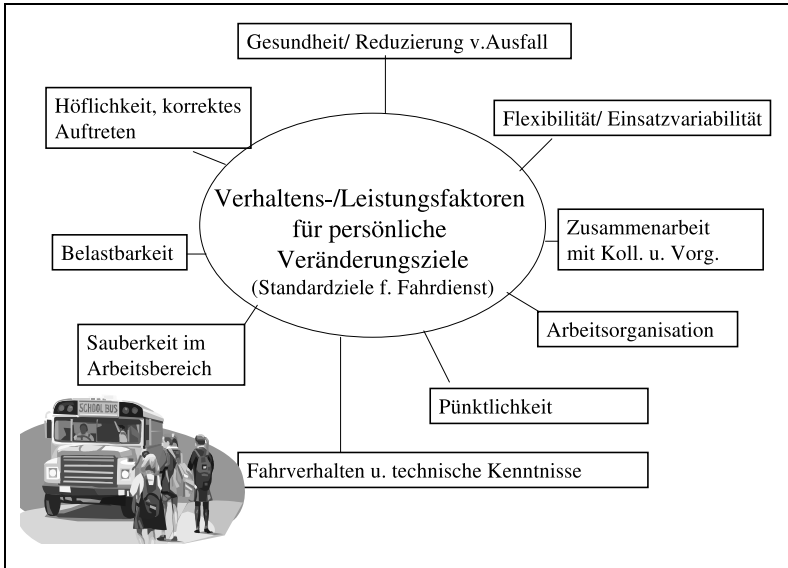 Gesundheit/ Reduzierung v.Ausfall
Höflichkeit, korrektes
Auftreten
Flexibilität/ Einsatzvariabilität
Verhaltens-/Leistungsfaktoren
für persönliche
Veränderungsziele
(Standardziele f. Fahrdienst)
Zusammenarbeit
mit Koll. u. Vorg.
Belastbarkeit
Arbeitsorganisation
Sauberkeit im
Arbeitsbereich
Pünktlichkeit
SCHOOL BUS
Fahrverhalten u. technische Kenntnisse